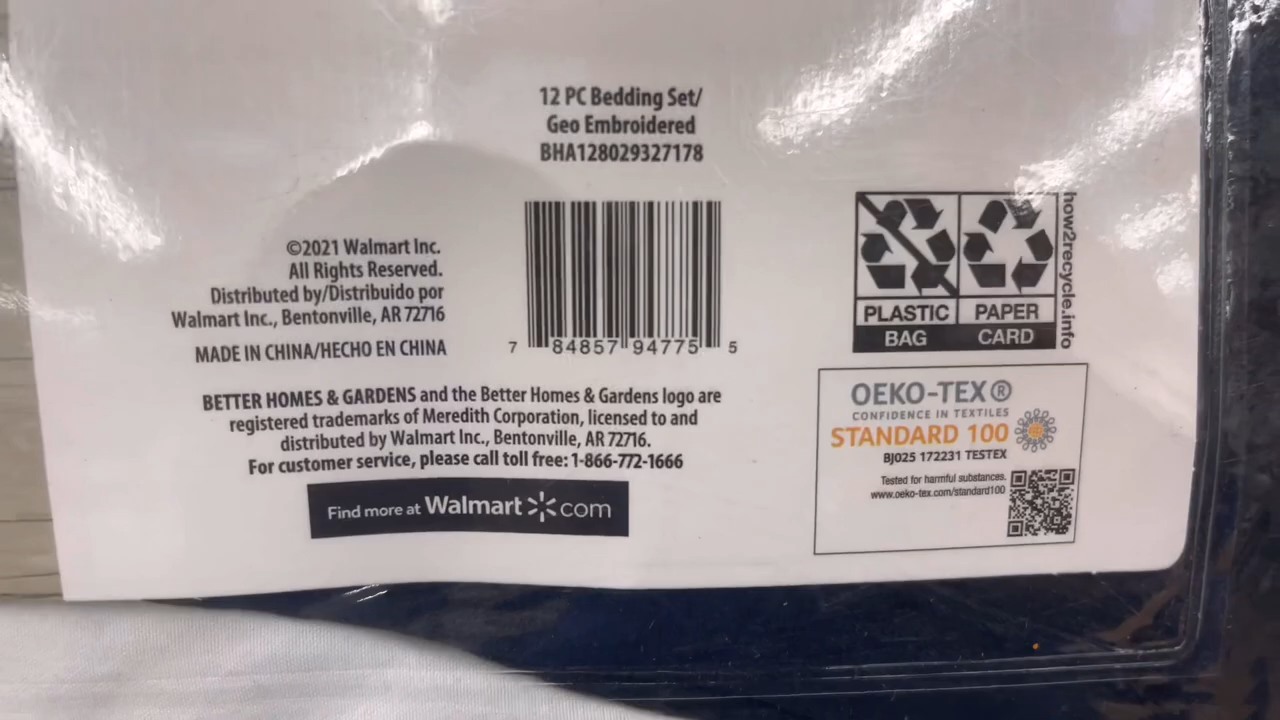 12 PC Bedding Set/
Geo Embroidered
BHA128029327178
©2021 Walmart Inc.
All Rights Reserved.
Distributed by/Distribuido por
Walmart Inc., Bentonville, AR 72716
MADE IN CHINA/HECHO EN CHINA
7 84857 94775 5
BETTER HOMES & GARDENS and the Better Homes & Gardens logo are
registered trademarks of Meredith Corporation, licensed to and
distributed by Walmart Inc., Bentonville, AR 72716.
For customer service, please call toll free: 1-866-772-1666
Find more at Walmart com
PLASTIC PAPER
BAG CARD
how2recycle.info
OEKO-TEX®
CONFIDENCE IN TEXTILES
STANDARD 100
BJ025 172231 TESTEX
Tested for harmful substances.
www.oeko-tex.com/standard100